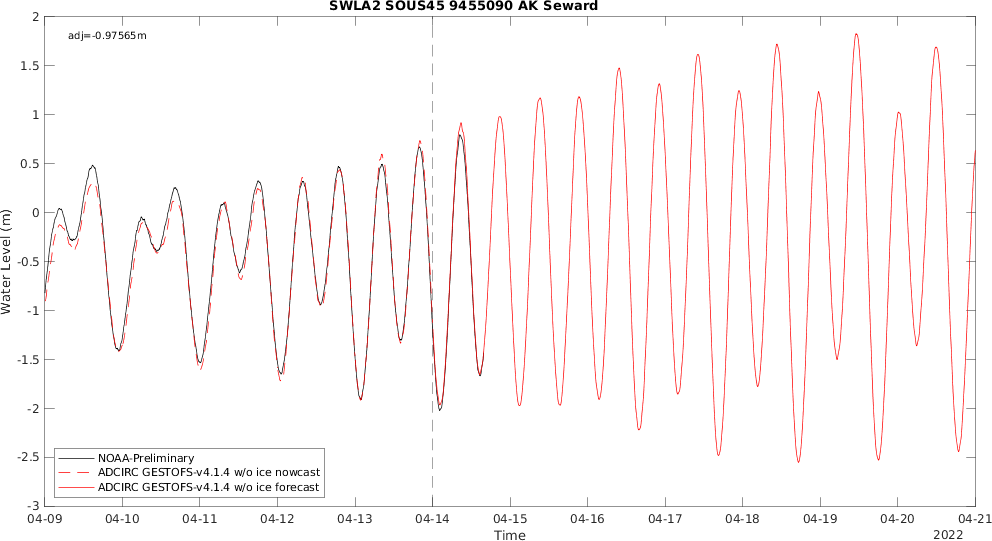 SWLA2 SOUS45 9455090 AK Seward
adj=-0.97565m
Water Level (m)
2
1.5
1
0.5
0
-0.5
-1
-1.5
-2
-2.5
-3
NOAA-Preliminary
ADCIRC GESTOFS-v4.1.4 w/o ice nowcast
ADCIRC GESTOFS-v4.1.4 w/o ice forecast
04-09 04-10 04-11 04-12 04-13 04-14 04-15 04-16 04-17 04-18 04-19 04-20 04-21
Time
2022